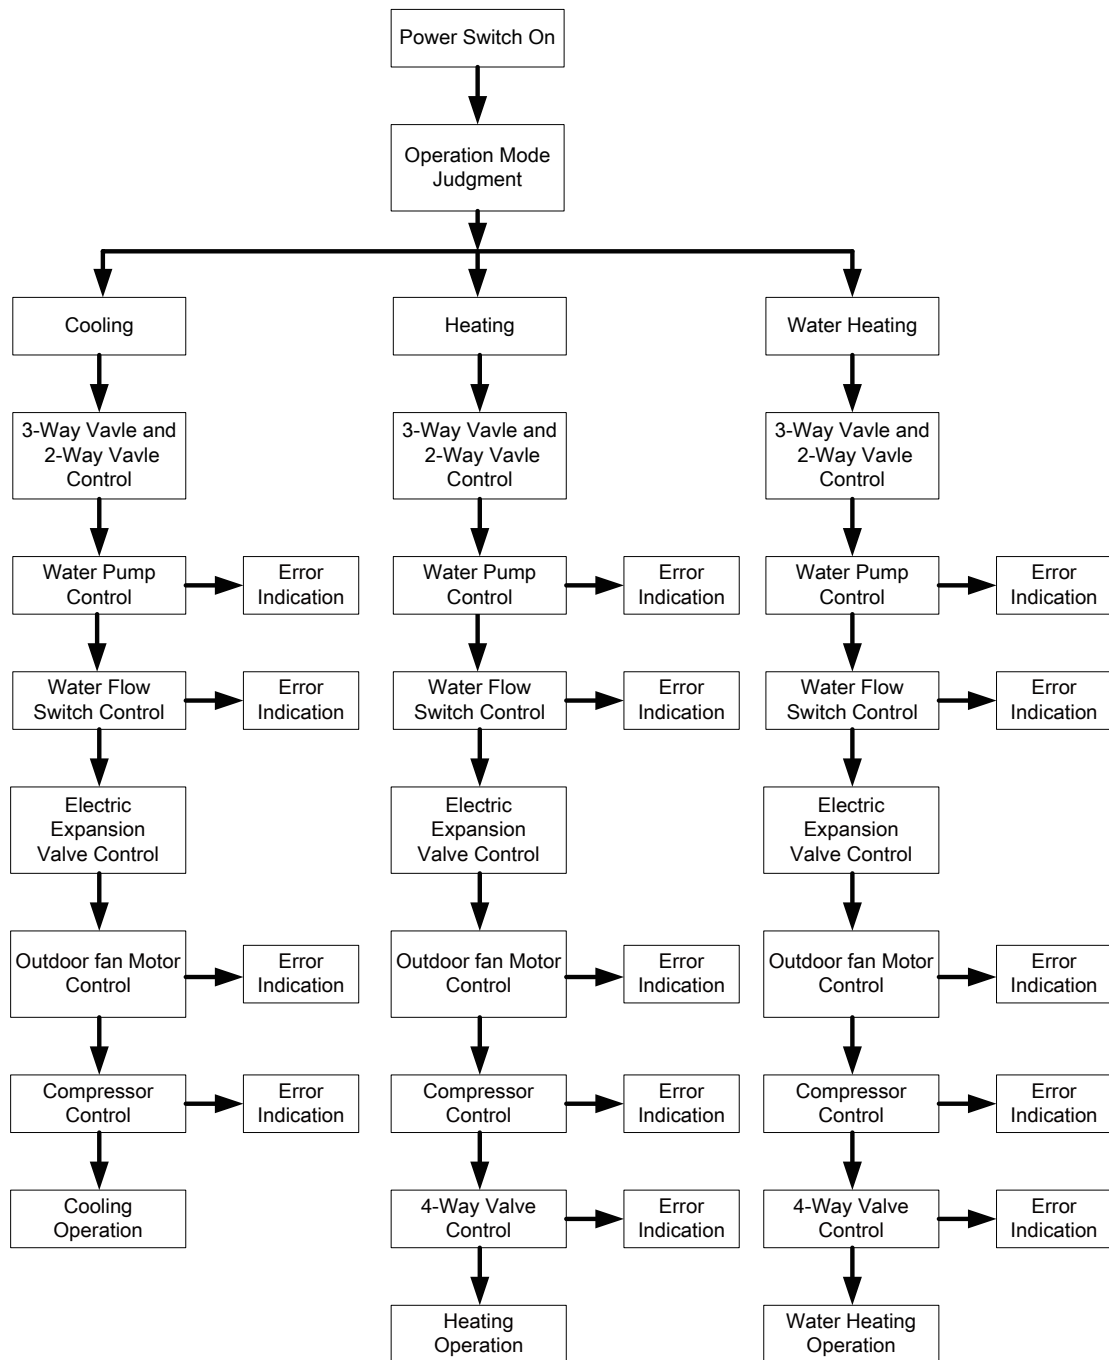 Power Switch On
Operation Mode
Judgment
Cooling
Heating
Water Heating
3-Way Vavle and
2-Way Vavle
Control
3-Way Vavle and
2-Way Vavle
Control
3-Way Vavle and
2-Way Vavle
Control
Water Pump
Control
Error
Indication
Water Pump
Control
Error
Indication
Water Pump
Control
Error
Indication
Water Flow
Switch Control
Error
Indication
Water Flow
Switch Control
Error
Indication
Water Flow
Switch Control
Error
Indication
Electric
Expansion
Valve Control
Electric
Expansion
Valve Control
Electric
Expansion
Valve Control
Outdoor fan Motor
Control
Error
Indication
Outdoor fan Motor
Control
Error
Indication
Outdoor fan Motor
Control
Error
Indication
Compressor
Control
Error
Indication
Compressor
Control
Error
Indication
Compressor
Control
Error
Indication
Cooling
Operation
4-Way Valve
Control
Error
Indication
4-Way Valve
Control
Error
Indication
Heating
Operation
Water Heating
Operation